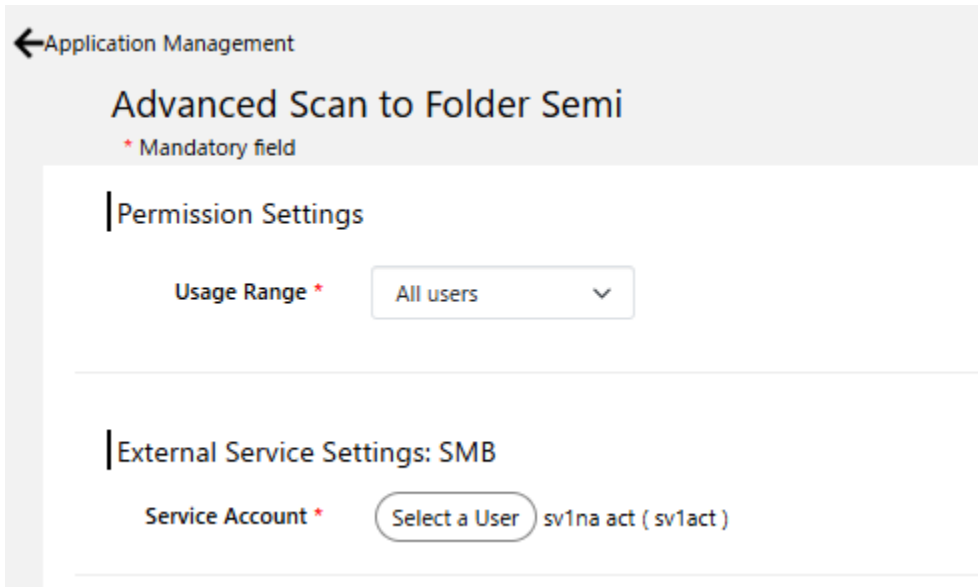 Application Management
Advanced Scan to Folder Semi
* Mandatory field
Permission Settings
Usage Range * All users
External Service Settings: SMB
Service Account * Select a User sv1na act ( sv1act )